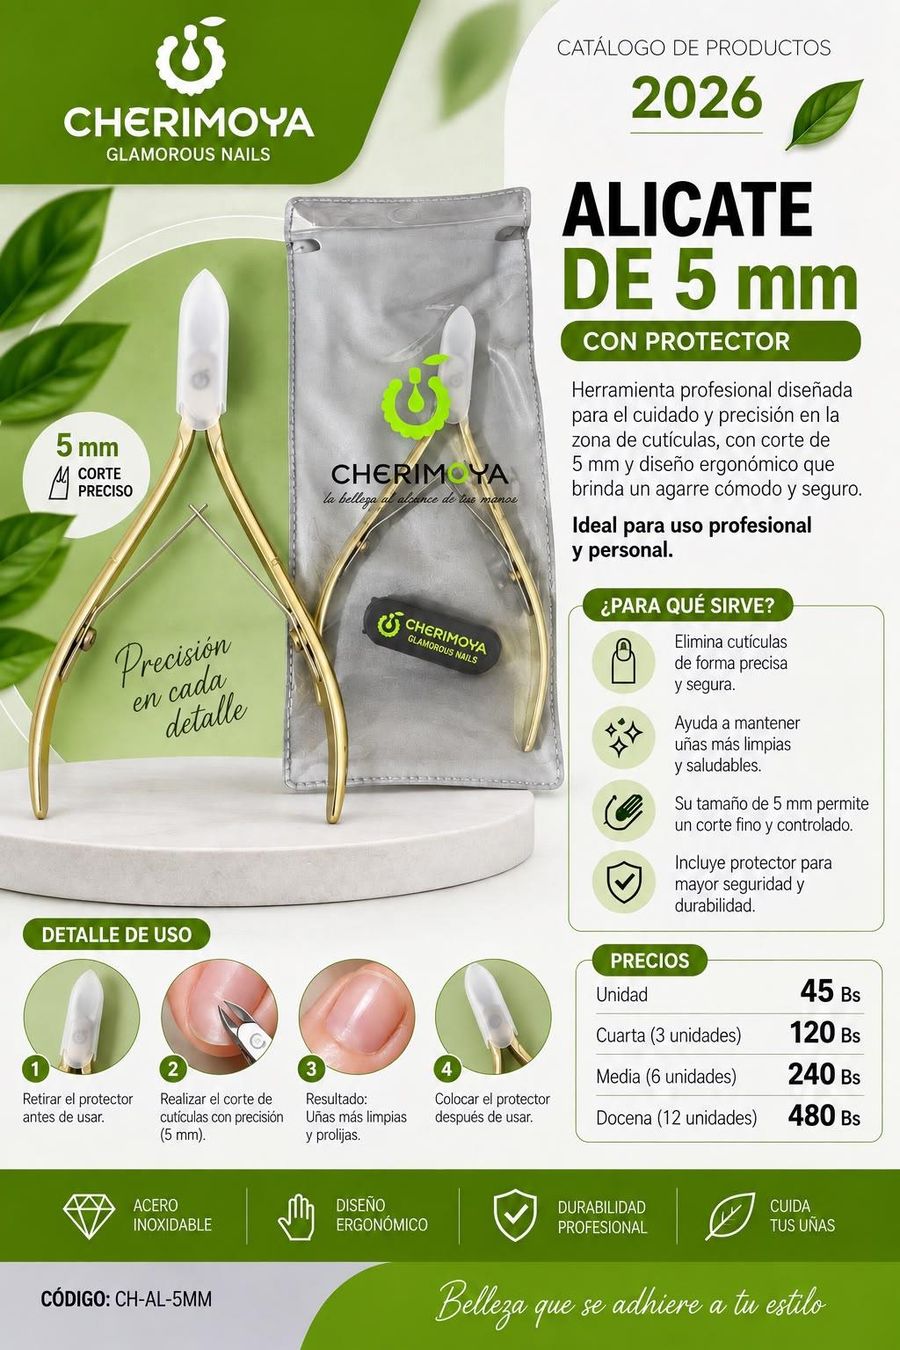 CHERIMOYA
GLAMOROUS NAILS
CATÁLOGO DE PRODUCTOS
2026
ALICATE
DE 5 mm
CON PROTECTOR
Herramienta profesional diseñada
para el cuidado y precisión en la
zona de cutículas, con corte de
5 mm y diseño ergonómico que
brinda un agarre cómodo y seguro.
Ideal para uso profesional
y personal.
5 mm
CORTE
PRECISO
CHERIMOYA
la belleza al alcance de tus manos
CHERIMOYA
GLAMOROUS NAILS
Precisión
en cada
detalle
¿PARA QUÉ SIRVE?
Elimina cutículas
de forma precisa
y segura.
Ayuda a mantener
uñas más limpias
y saludables.
Su tamaño de 5 mm permite
un corte fino y controlado.
Incluye protector para
mayor seguridad y
durabilidad.
DETALLE DE USO
1
Retirar el protector
antes de usar.
2
Realizar el corte de
cutículas con precisión
(5 mm).
3
Resultado:
Uñas más limpias
y prolijas.
4
Colocar el protector
después de usar.
PRECIOS
Unidad 45 Bs
Cuarta (3 unidades) 120 Bs
Media (6 unidades) 240 Bs
Docena (12 unidades) 480 Bs
ACERO
INOXIDABLE
DISEÑO
ERGONÓMICO
DURABILIDAD
PROFESIONAL
CUIDA
TUS UÑAS
CÓDIGO: CH-AL-5MM
Belleza que se adhiere a tu estilo